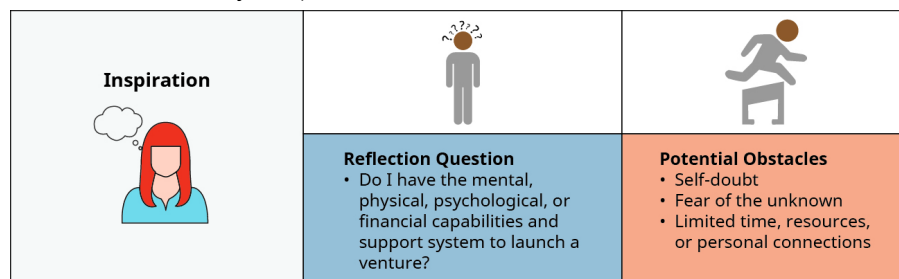 Inspiration
?????
Reflection Question
• Do I have the mental,
physical, psychological, or
financial capabilities and
support system to launch a
venture?
Potential Obstacles
• Self-doubt
• Fear of the unknown
• Limited time, resources,
or personal connections